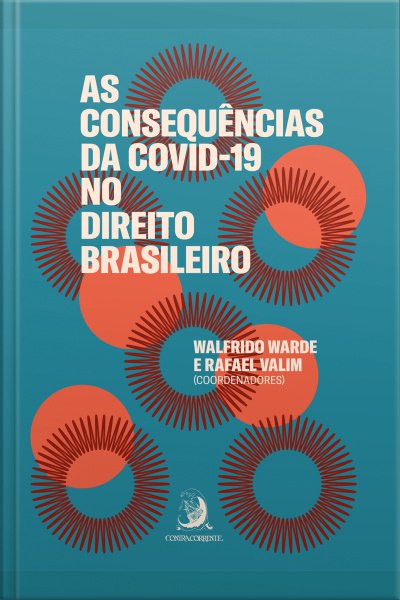 AS
CONSEQUÊNCIAS
DA COVID-19
NO
DIREITO
BRASILEIRO
WALFRIDO WARDE
E RAFAEL VALIM
(COORDENADORES)
CONTRACORRENTE